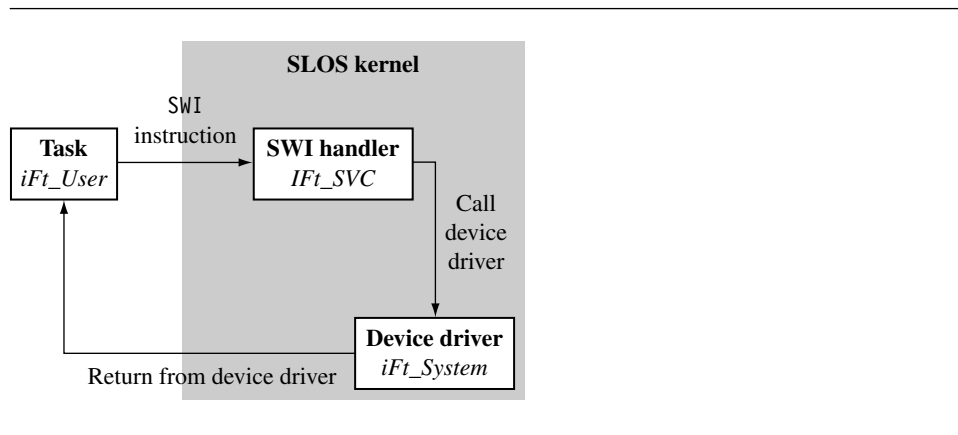 SLOS kernel
SWI
instruction
Task
iFt_User
SWI handler
IFt_SVC
Call
device
driver
Device driver
iFt_System
Return from device driver